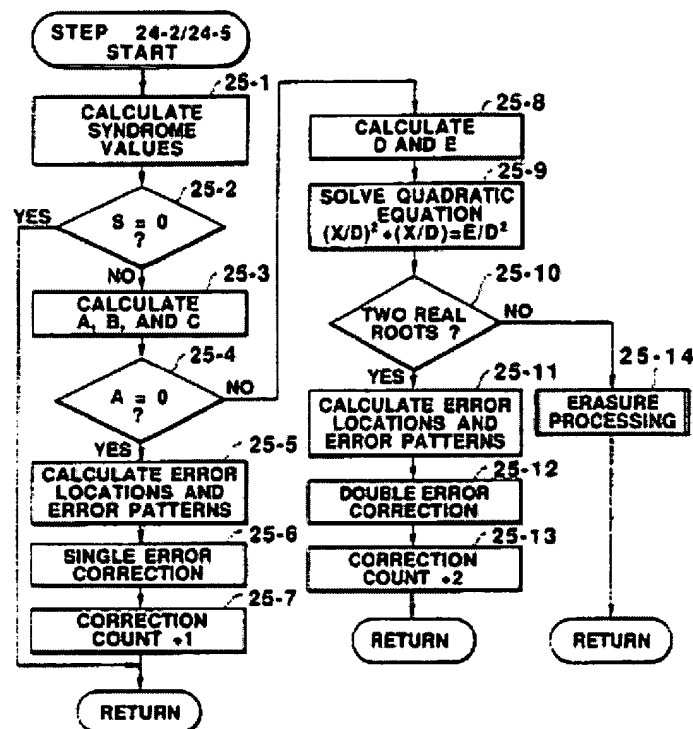 STEP 24-2/24-5
START
25-1
CALCULATE
SYNDROME
VALUES
25-2
YES
S = 0
?
NO
25-3
CALCULATE
A, B, AND C
25-4
A = 0
?
NO
YES
25-5
CALCULATE ERROR
LOCATIONS AND
ERROR PATTERNS
25-6
SINGLE ERROR
CORRECTION
25-7
CORRECTION
COUNT +1
RETURN
25-8
CALCULATE
D AND E
25-9
SOLVE QUADRATIC
EQUATION
(X/D)²+(X/D)=E/D²
25-10
TWO REAL
ROOTS ?
NO
YES
25-11
CALCULATE ERROR
LOCATIONS AND
ERROR PATTERNS
25-12
DOUBLE ERROR
CORRECTION
25-13
CORRECTION
COUNT +2
RETURN
25-14
ERASURE
PROCESSING
RETURN